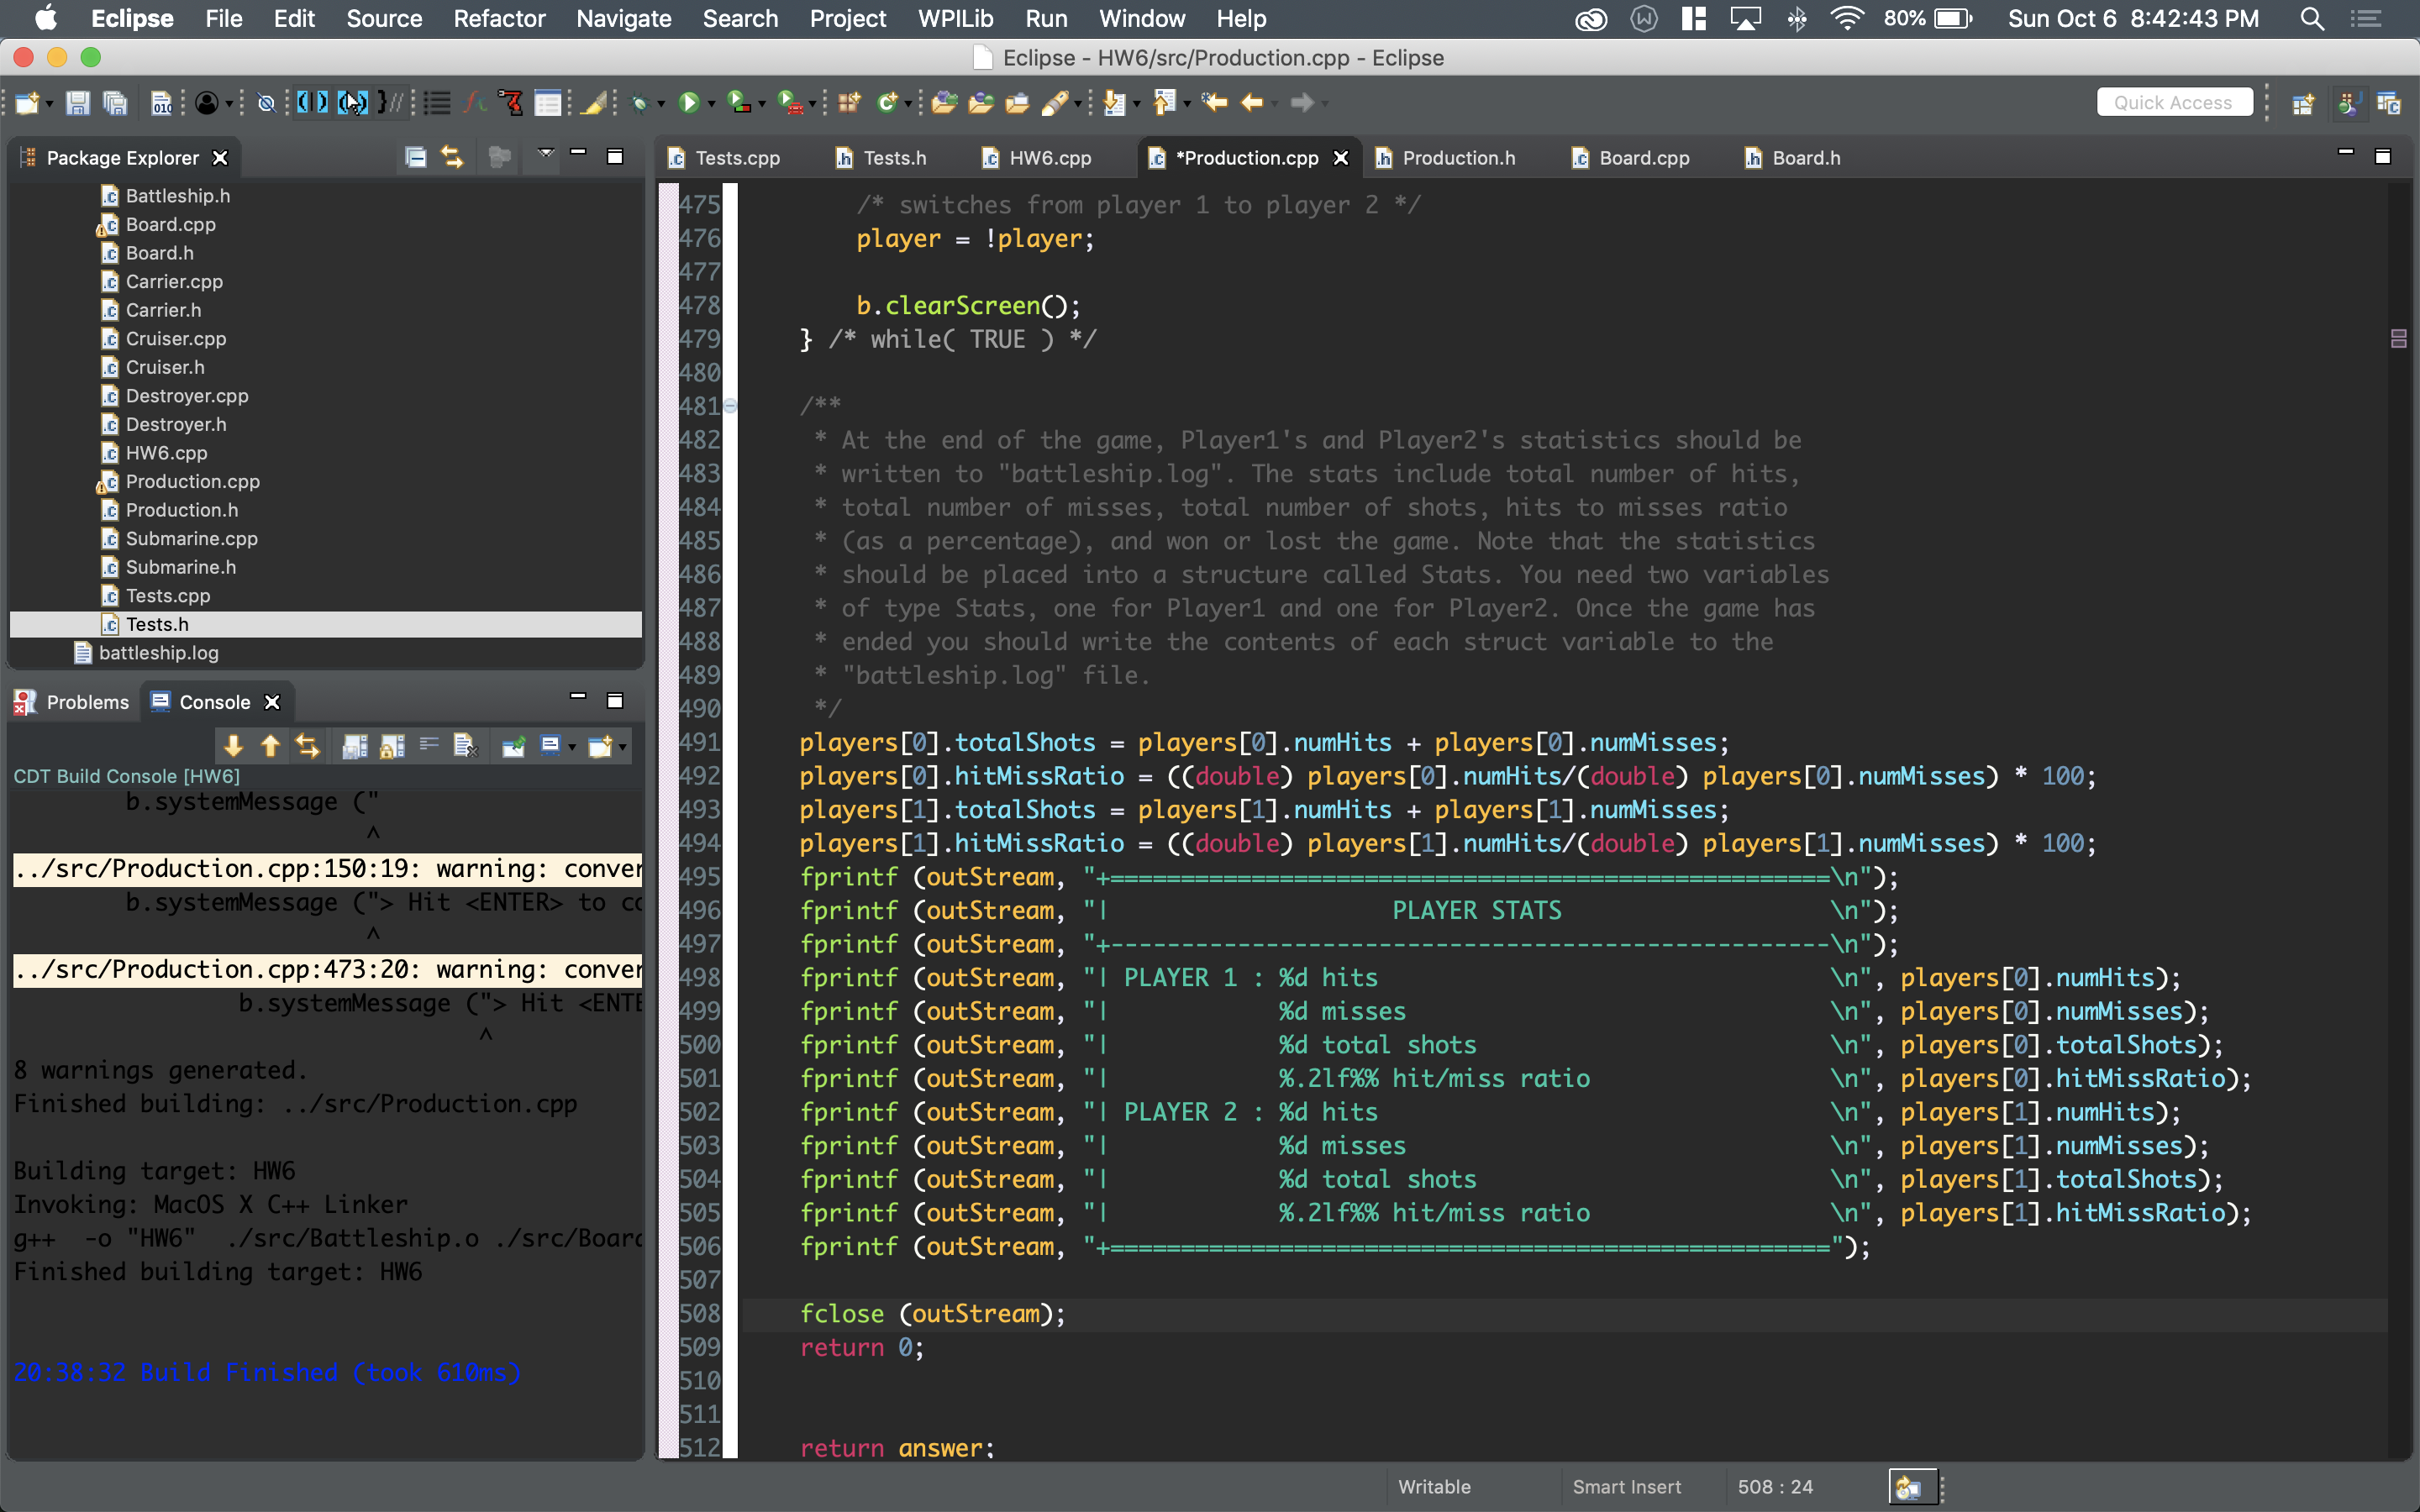 Eclipse File Edit Source Refactor Navigate Search Project WPILib Run Window Help 80% Sun Oct 6 8:42:43 PM
Eclipse - HW6/src/Production.cpp - Eclipse
Quick Access
Package Explorer
Battleship.h
Board.cpp
Board.h
Carrier.cpp
Carrier.h
Cruiser.cpp
Cruiser.h
Destroyer.cpp
Destroyer.h
HW6.cpp
Production.cpp
Production.h
Submarine.cpp
Submarine.h
Tests.cpp
Tests.h
battleship.log
Problems Console
CDT Build Console [HW6]
b.systemMessage ("
^
../src/Production.cpp:150:19: warning: conver
b.systemMessage ("> Hit <ENTER> to co
^
../src/Production.cpp:473:20: warning: conver
b.systemMessage ("> Hit <ENTE
^
8 warnings generated.
Finished building: ../src/Production.cpp
Building target: HW6
Invoking: MacOS X C++ Linker
g++ -o "HW6" ./src/Battleship.o ./src/Boar
Finished building target: HW6
20:38:32 Build Finished (took 610ms)
Tests.cpp Tests.h HW6.cpp *Production.cpp Production.h Board.cpp Board.h
475 /* switches from player 1 to player 2 */
476 player = !player;
477
478 b.clearScreen();
479 } /* while( TRUE ) */
480
481 /**
482 * At the end of the game, Player1's and Player2's statistics should be
483 * written to "battleship.log". The stats include total number of hits,
484 * total number of misses, total number of shots, hits to misses ratio
485 * (as a percentage), and won or lost the game. Note that the statistics
486 * should be placed into a structure called Stats. You need two variables
487 * of type Stats, one for Player1 and one for Player2. Once the game has
488 * ended you should write the contents of each struct variable to the
489 * "battleship.log" file.
490 */
491 players[0].totalShots = players[0].numHits + players[0].numMisses;
492 players[0].hitMissRatio = ((double) players[0].numHits/(double) players[0].numMisses) * 100;
493 players[1].totalShots = players[1].numHits + players[1].numMisses;
494 players[1].hitMissRatio = ((double) players[1].numHits/(double) players[1].numMisses) * 100;
495 fprintf (outStream, "+===================================================\n");
496 fprintf (outStream, "|                    PLAYER STATS                   \n");
497 fprintf (outStream, "+---------------------------------------------------\n");
498 fprintf (outStream, "| PLAYER 1 : %d hits                                \n", players[0].numHits);
499 fprintf (outStream, "|            %d misses                              \n", players[0].numMisses);
500 fprintf (outStream, "|            %d total shots                         \n", players[0].totalShots);
501 fprintf (outStream, "|            %.2lf%% hit/miss ratio                 \n", players[0].hitMissRatio);
502 fprintf (outStream, "| PLAYER 2 : %d hits                                \n", players[1].numHits);
503 fprintf (outStream, "|            %d misses                              \n", players[1].numMisses);
504 fprintf (outStream, "|            %d total shots                         \n", players[1].totalShots);
505 fprintf (outStream, "|            %.2lf%% hit/miss ratio                 \n", players[1].hitMissRatio);
506 fprintf (outStream, "+===================================================");
507
508 fclose (outStream);
509 return 0;
510
511
512 return answer;
Writable Smart Insert 508 : 24